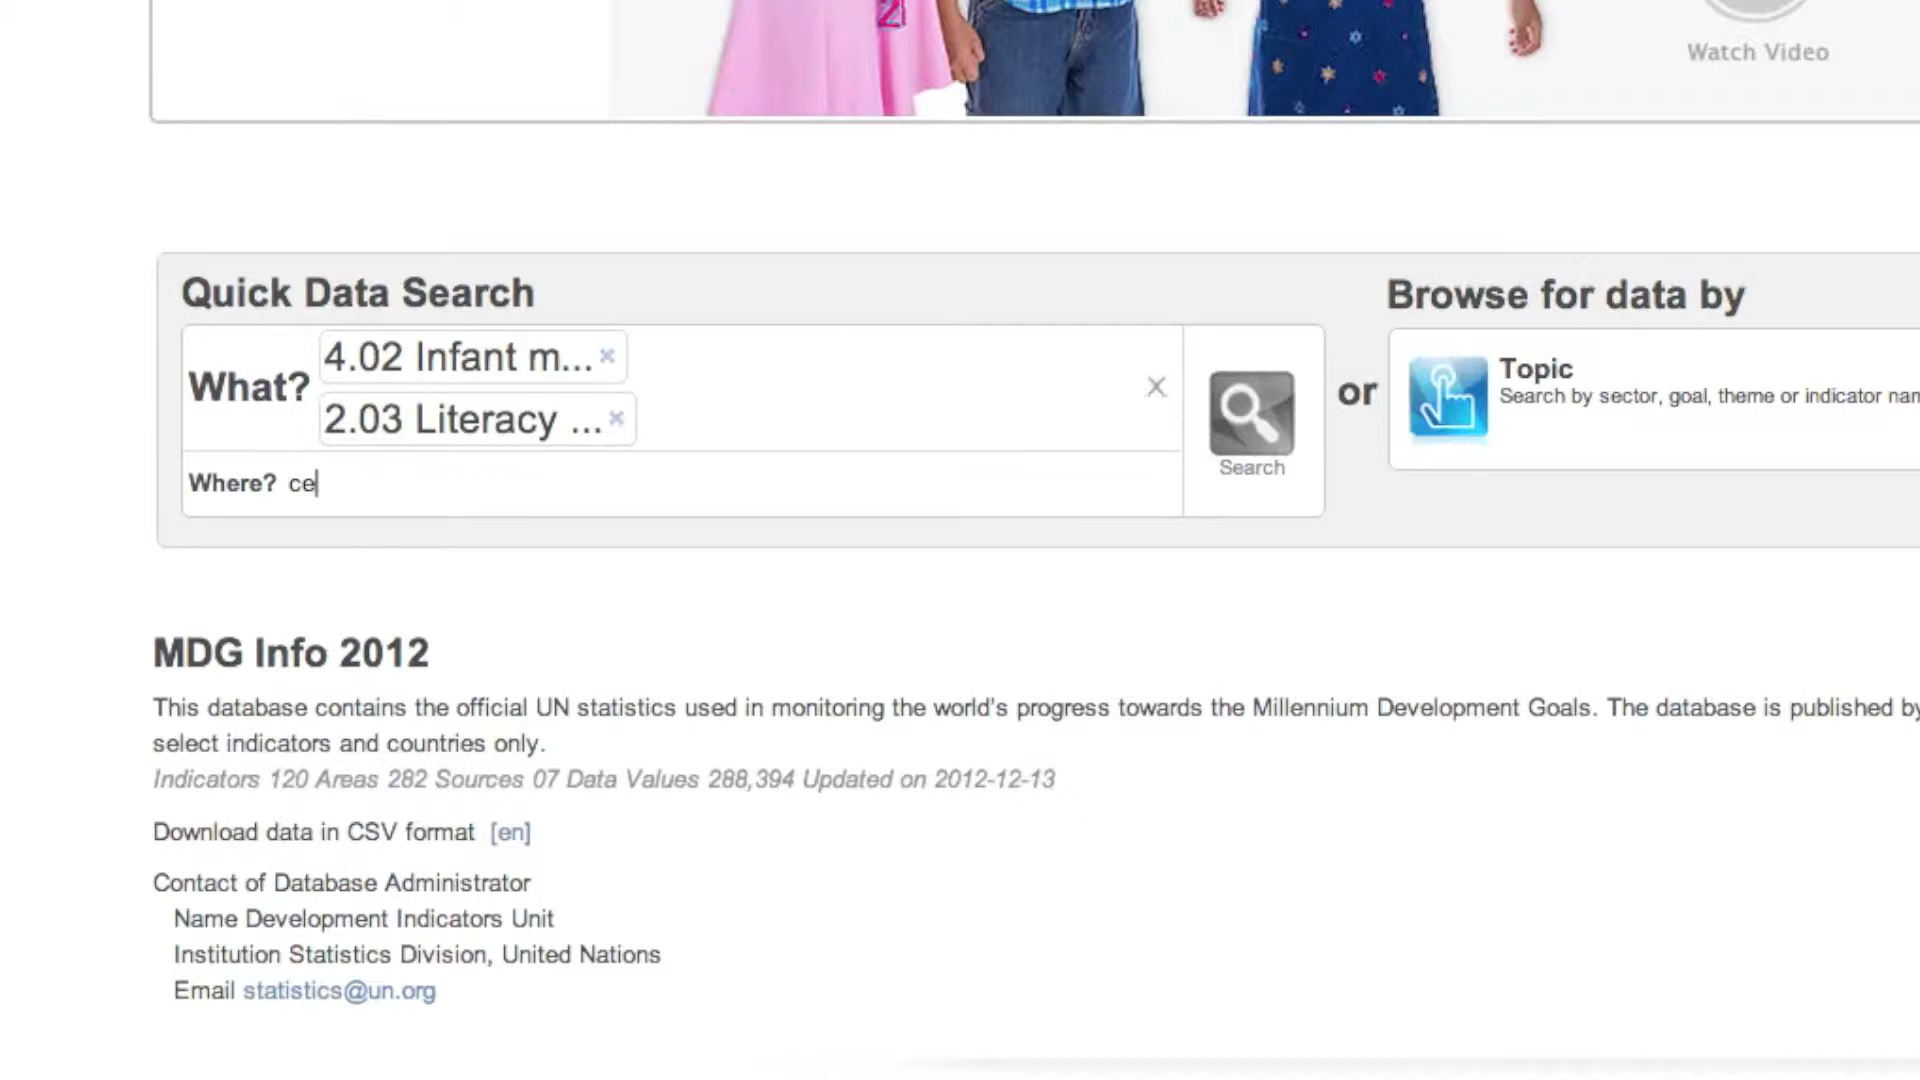 Watch Video
Quick Data Search
Browse for data by
What?
4.02 Infant m...
2.03 Literacy ...
Where? ce
Search
or
Topic
Search by sector, goal, theme or indicator nam
MDG Info 2012
This database contains the official UN statistics used in monitoring the world's progress towards the Millennium Development Goals. The database is published by
select indicators and countries only.
Indicators 120 Areas 282 Sources 07 Data Values 288,394 Updated on 2012-12-13
Download data in CSV format [en]
Contact of Database Administrator
Name Development Indicators Unit
Institution Statistics Division, United Nations
Email statistics@un.org